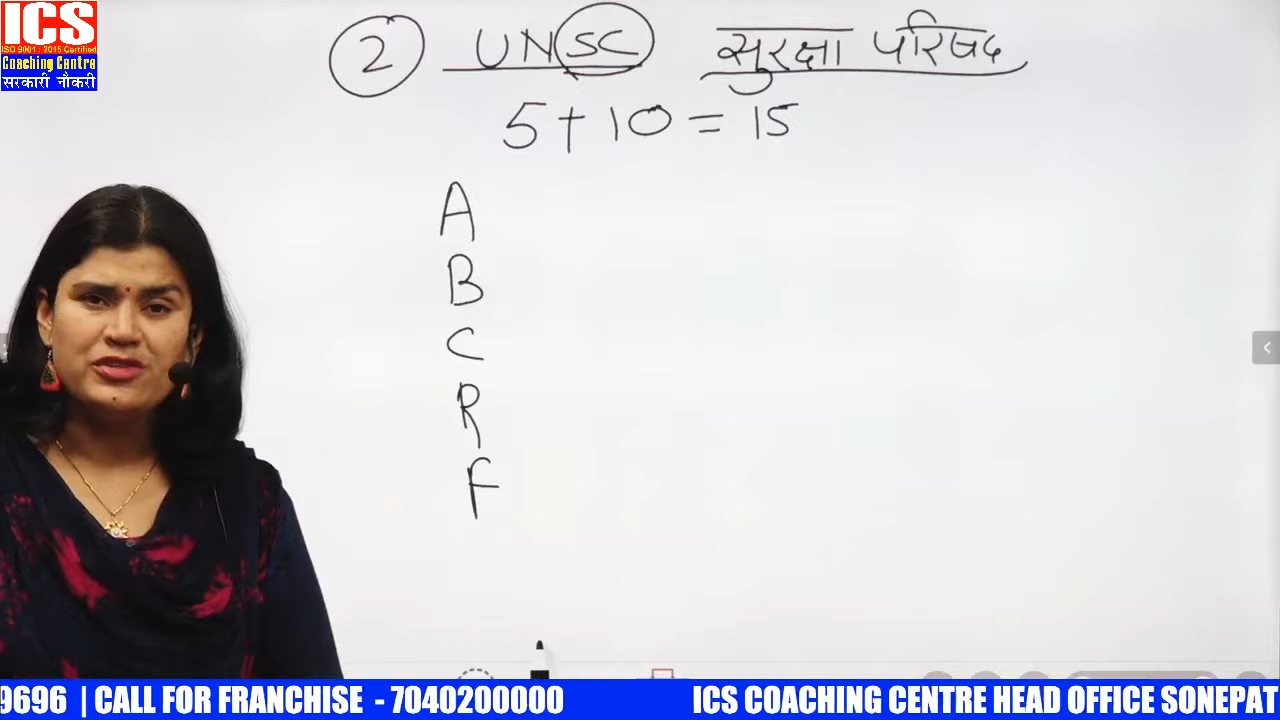 ICS
ISO 9001 : 2015 Certified
Coaching Centre
सरकारी नौकरी
2 UNSC सुरक्षा परिषद
5 + 10 = 15
A
B
C
R
F
9696 | CALL FOR FRANCHISE - 7040200000 ICS COACHING CENTRE HEAD OFFICE SONEPAT